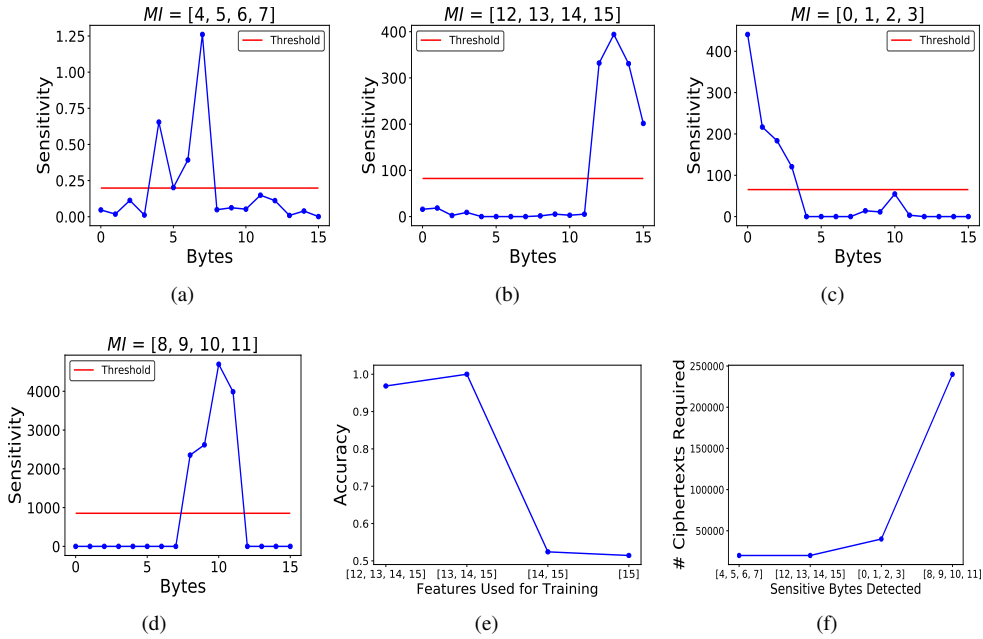 MI = [4, 5, 6, 7]
Sensitivity
1.25
1.00
0.75
0.50
0.25
0.00
Threshold
0 5 10 15
Bytes
(a)
MI = [12, 13, 14, 15]
Sensitivity
400
300
200
100
0
Threshold
0 5 10 15
Bytes
(b)
MI = [0, 1, 2, 3]
Sensitivity
400
300
200
100
0
Threshold
0 5 10 15
Bytes
(c)
MI = [8, 9, 10, 11]
Sensitivity
4000
3000
2000
1000
0
Threshold
0 5 10 15
Bytes
(d)
Accuracy
1.0
0.9
0.8
0.7
0.6
0.5
[12, 13, 14, 15] [13, 14, 15] [14, 15] [15]
Features Used for Training
(e)
# Ciphertexts Required
250000
200000
150000
100000
50000
[4, 5, 6, 7] [12, 13, 14, 15] [0, 1, 2, 3] [8, 9, 10, 11]
Sensitive Bytes Detected
(f)